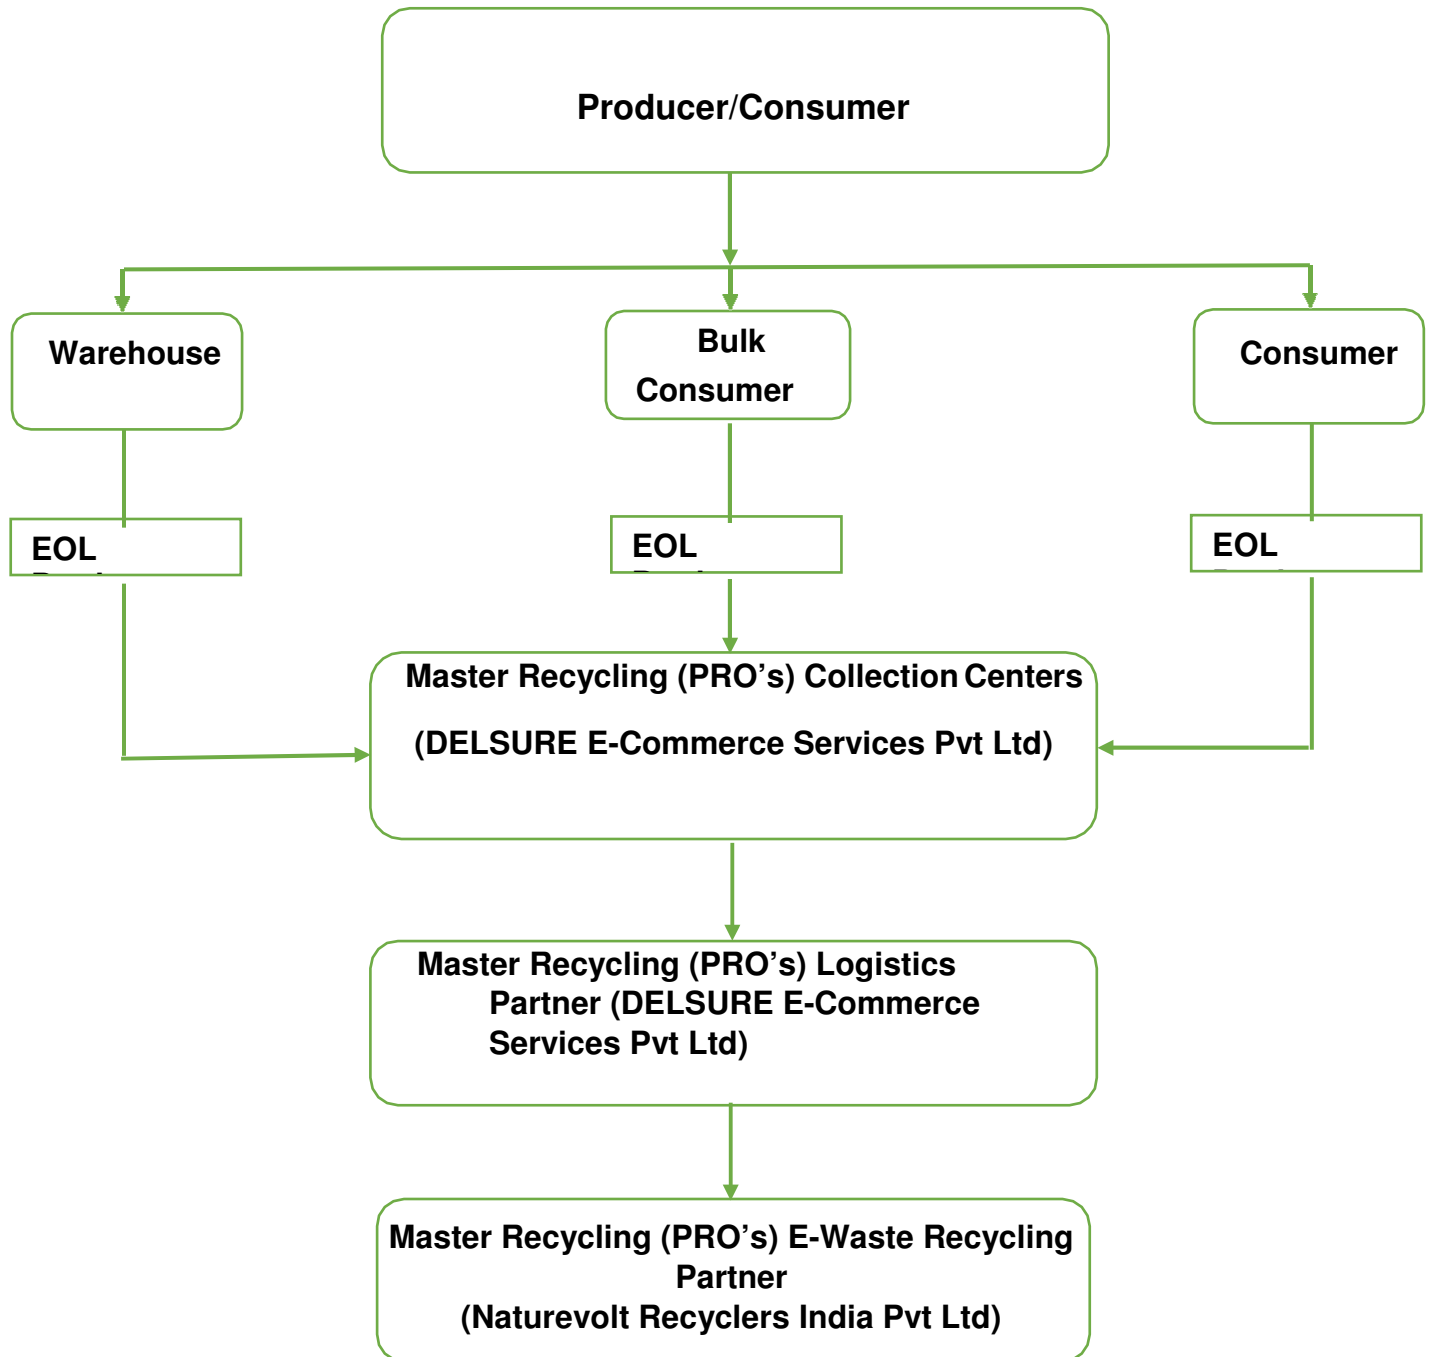 Producer/Consumer
Warehouse
Bulk
Consumer
Consumer
EOL
EOL
EOL
Master Recycling (PRO’s) Collection Centers
(DELSURE E-Commerce Services Pvt Ltd)
Master Recycling (PRO’s) Logistics
Partner (DELSURE E-Commerce
Services Pvt Ltd)
Master Recycling (PRO’s) E-Waste Recycling
Partner
(Naturevolt Recyclers India Pvt Ltd)